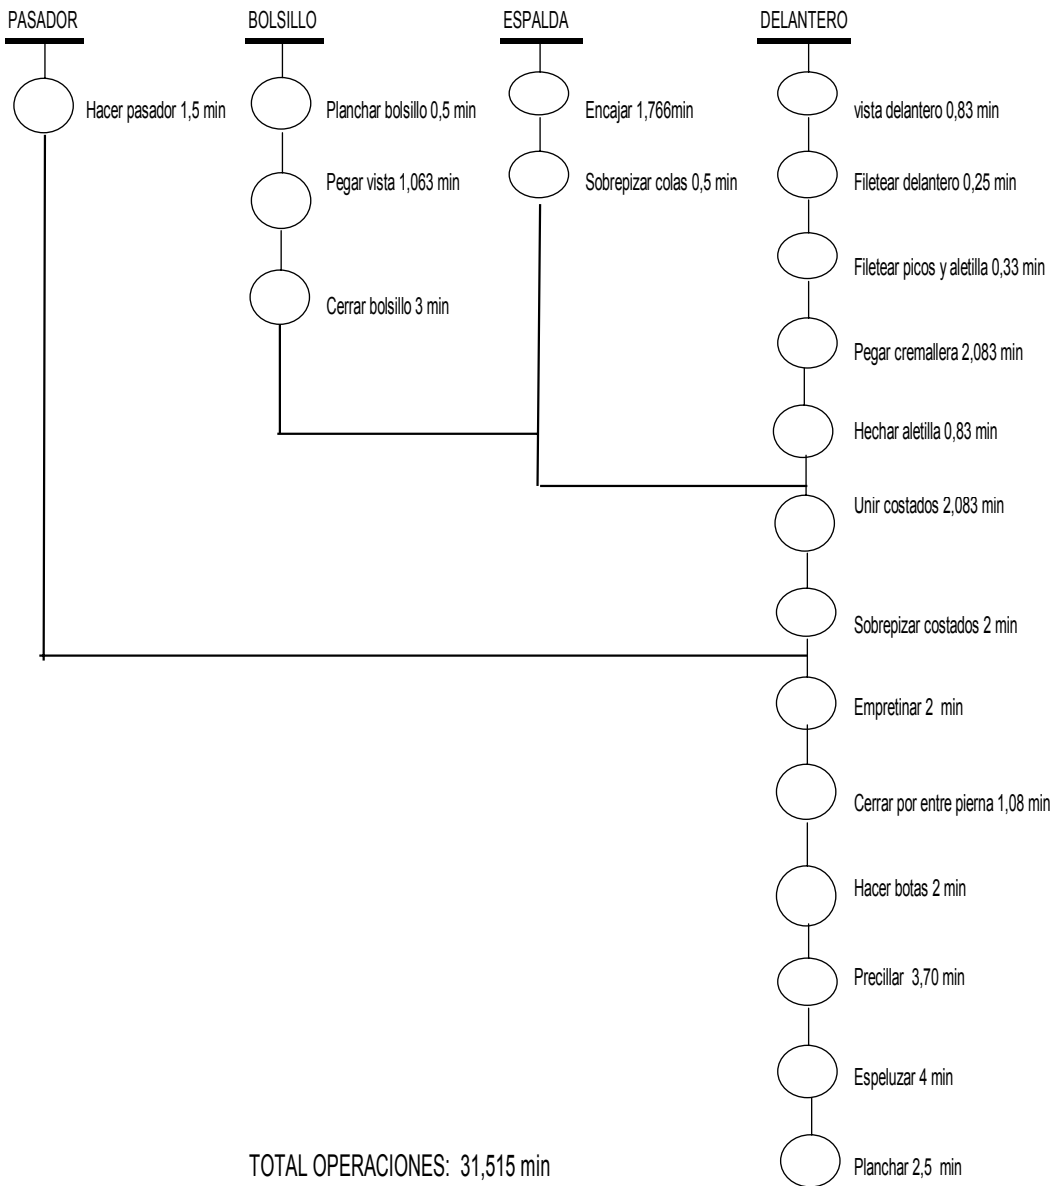 PASADOR
BOLSILLO
ESPALDA
DELANTERO
Hacer pasador 1,5 min
Planchar bolsillo 0,5 min
Pegar vista 1,063 min
Cerrar bolsillo 3 min
Encajar 1,766min
Sobrepizar colas 0,5 min
vista delantero 0,83 min
Filetear delantero 0,25 min
Filetear picos y aletilla 0,33 min
Pegar cremallera 2,083 min
Hechar aletilla 0,83 min
Unir costados 2,083 min
Sobrepizar costados 2 min
Empretinar 2 min
Cerrar por entre pierna 1,08 min
Hacer botas 2 min
Precillar 3,70 min
Espeluzar 4 min
Planchar 2,5 min
TOTAL OPERACIONES: 31,515 min